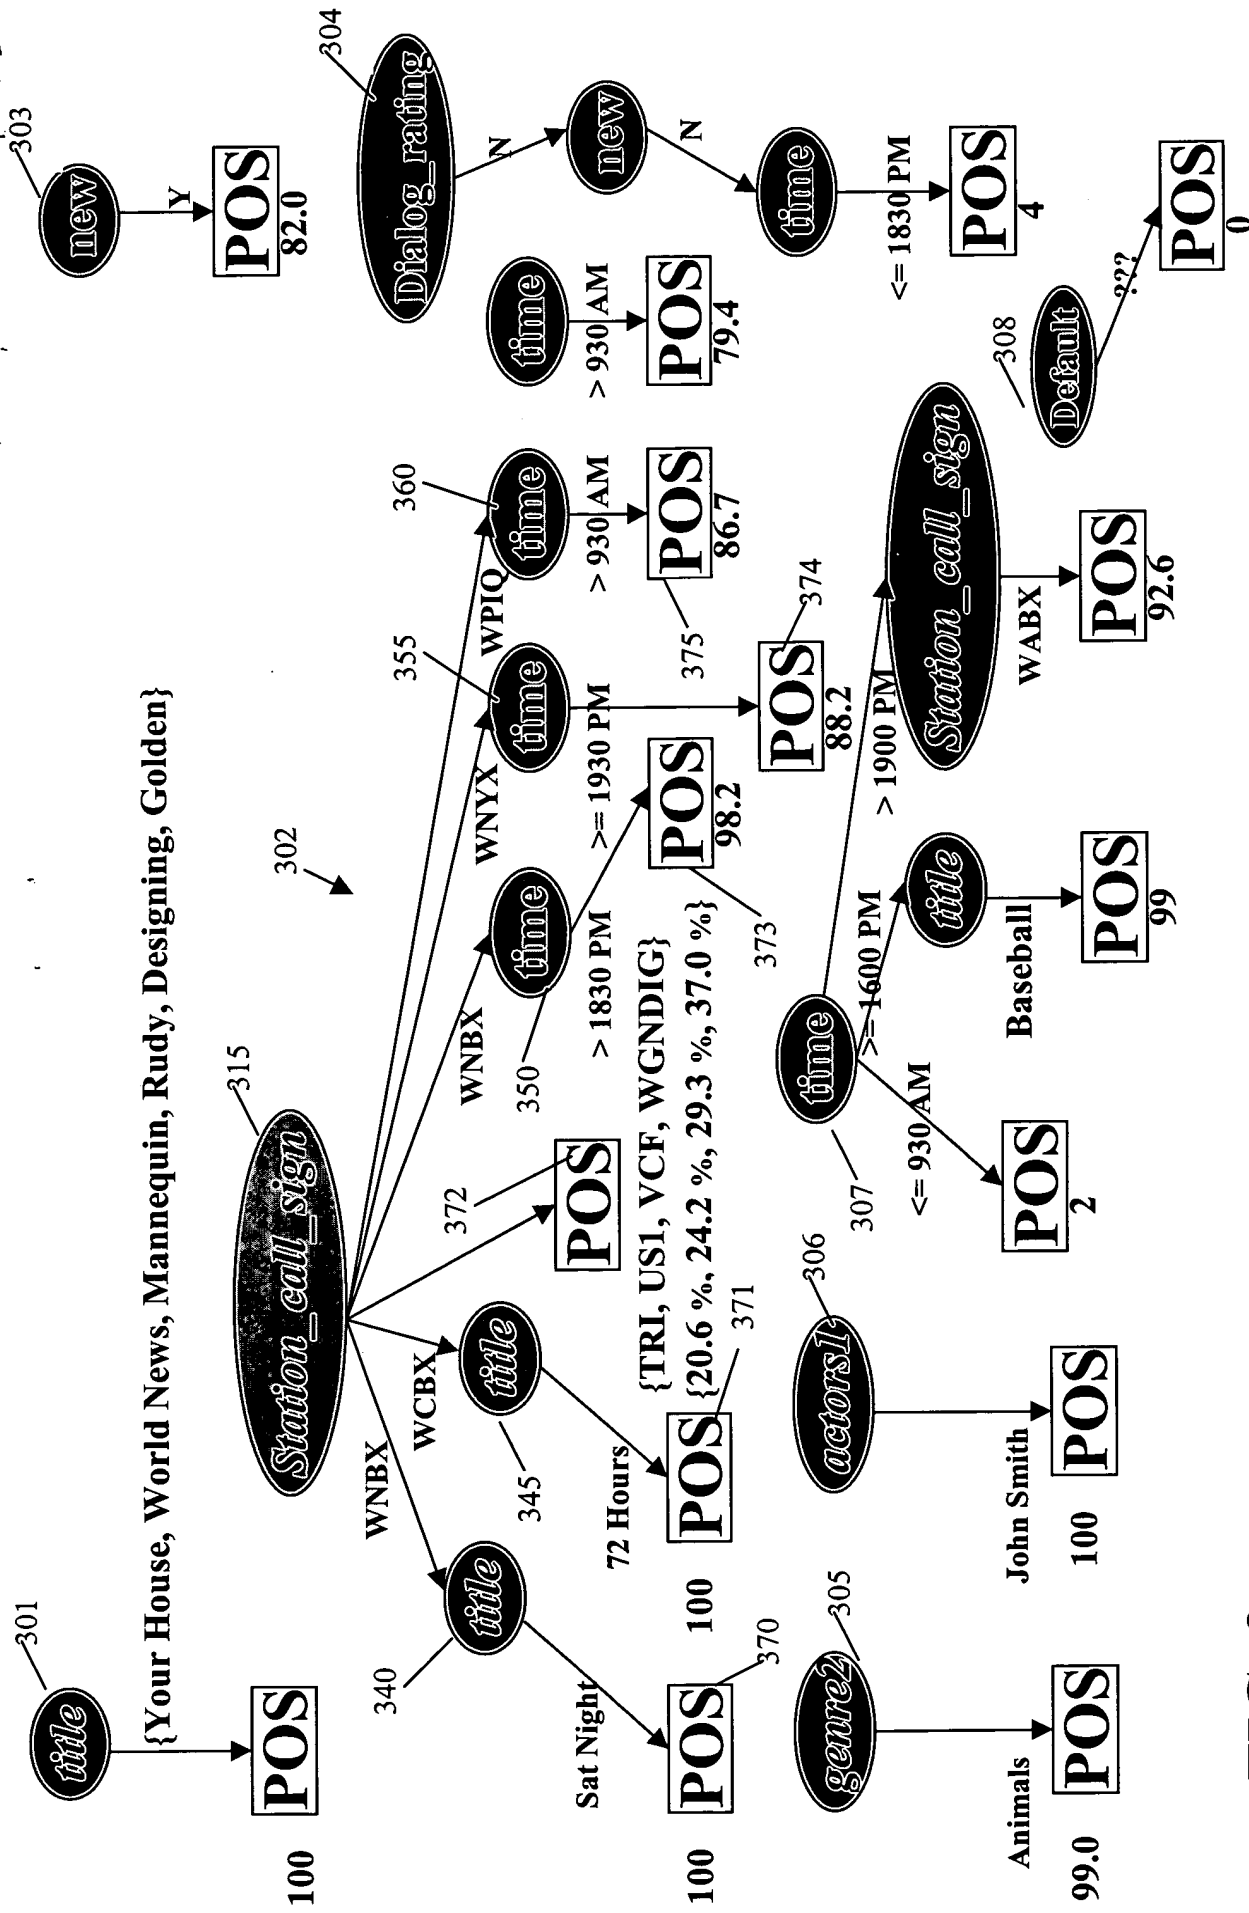 301
title
{Your House, World News, Mannequin, Rudy, Designing, Golden}
POS
100
303
new
Y
POS
82.0
302
315
Station_call_sign
WNBX
WCBX
WNBX
WNYX
WPIQ
340
title
Sat Night
POS
100
370
345
title
72 Hours
POS
100
371
372
POS
{TRI, US1, VCF, WGNDIG}
{20.6 %, 24.2 %, 29.3 %, 37.0 %}
350
time
> 1830 PM
POS
98.2
373
355
time
>= 1930 PM
POS
88.2
374
360
time
> 930 AM
POS
86.7
375
time
> 930 AM
POS
79.4
304
Dialog_rating
N
new
N
time
<= 1830 PM
POS
4
305
genre2
Animals
POS
99.0
306
actors1
John Smith
POS
100
307
time
<= 930 AM
POS
2
>= 1600 PM
title
Baseball
POS
99
> 1900 PM
Station_call_sign
WABX
POS
92.6
308
Default
???
POS
0